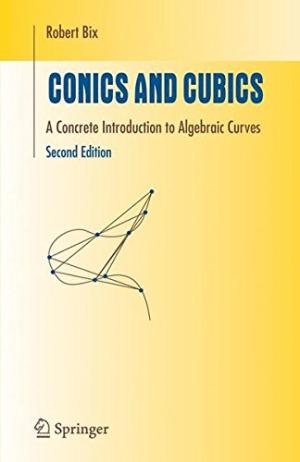 Robert Bix
CONICS AND CUBICS
A Concrete Introduction to Algebraic Curves
Second Edition
Springer